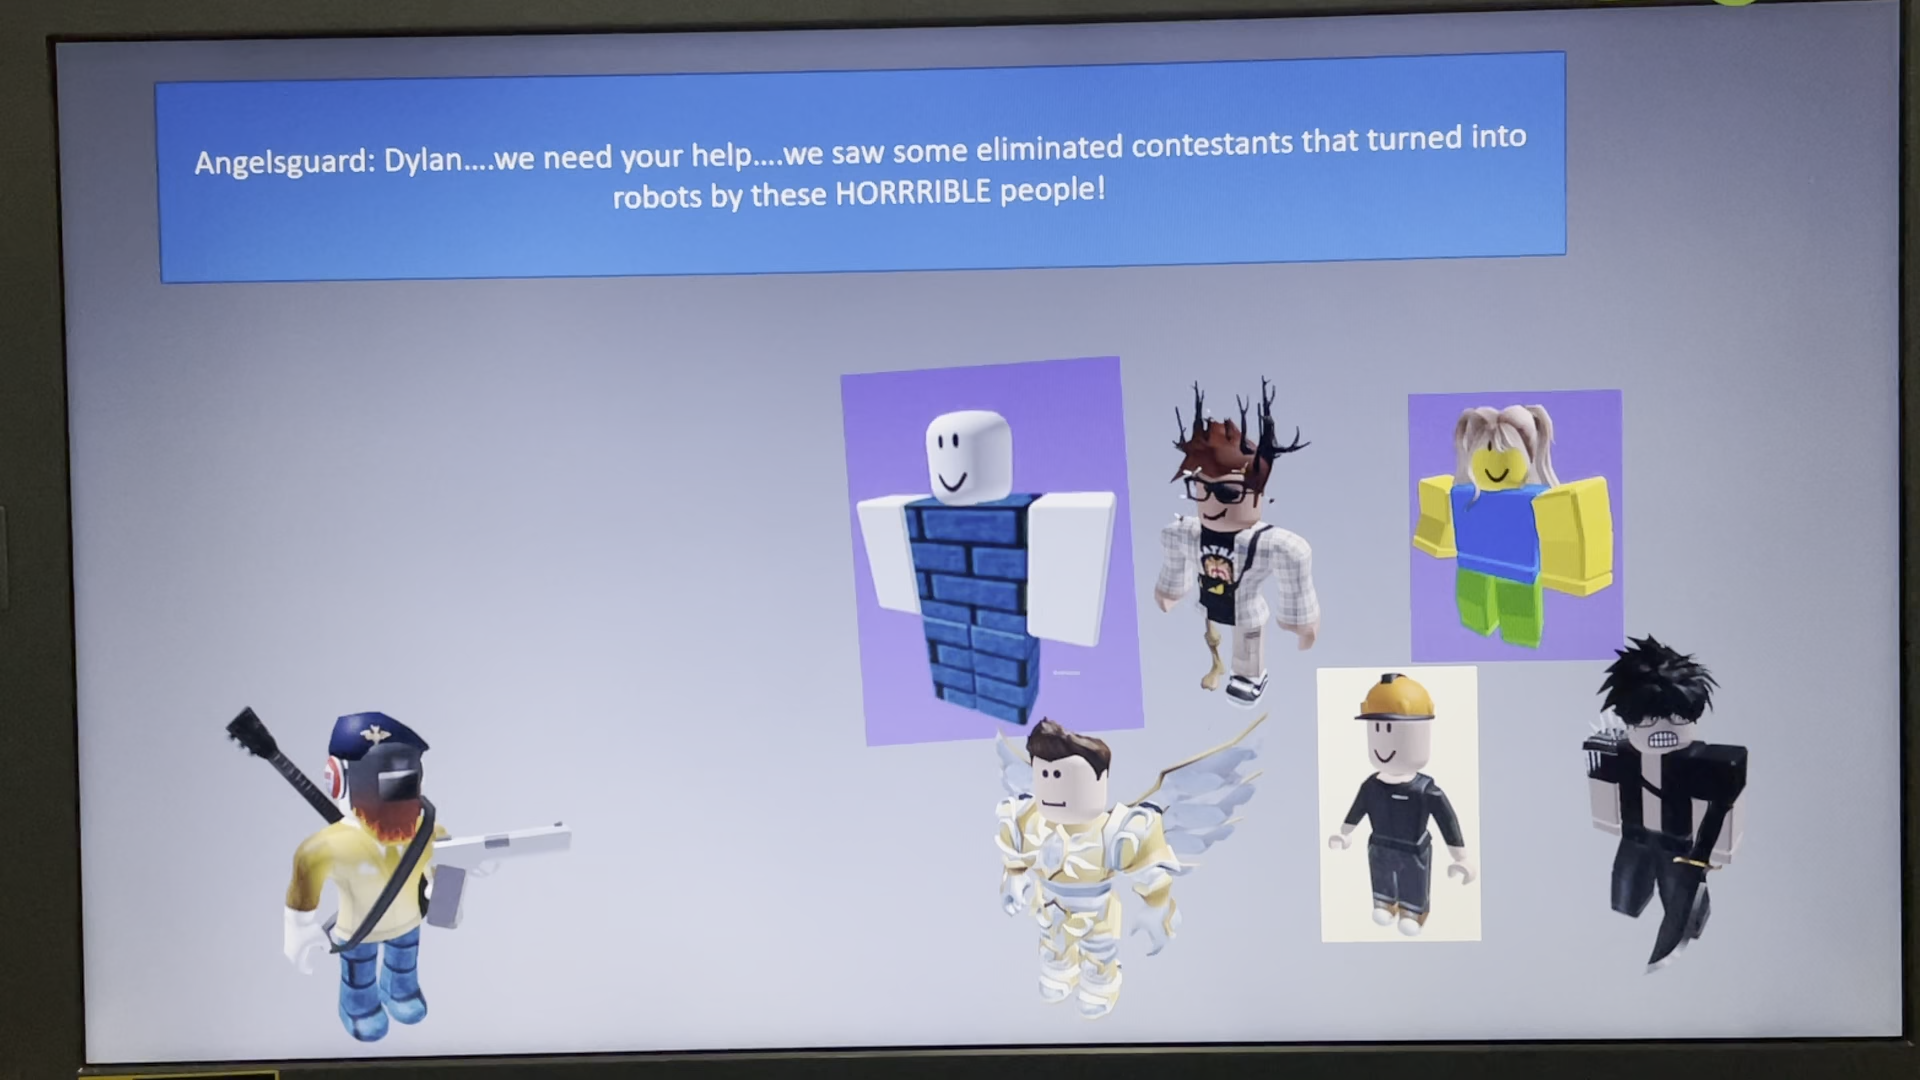 Angelsguard: Dylan....we need your help....we saw some eliminated contestants that turned into
robots by these HORRRIBLE people!